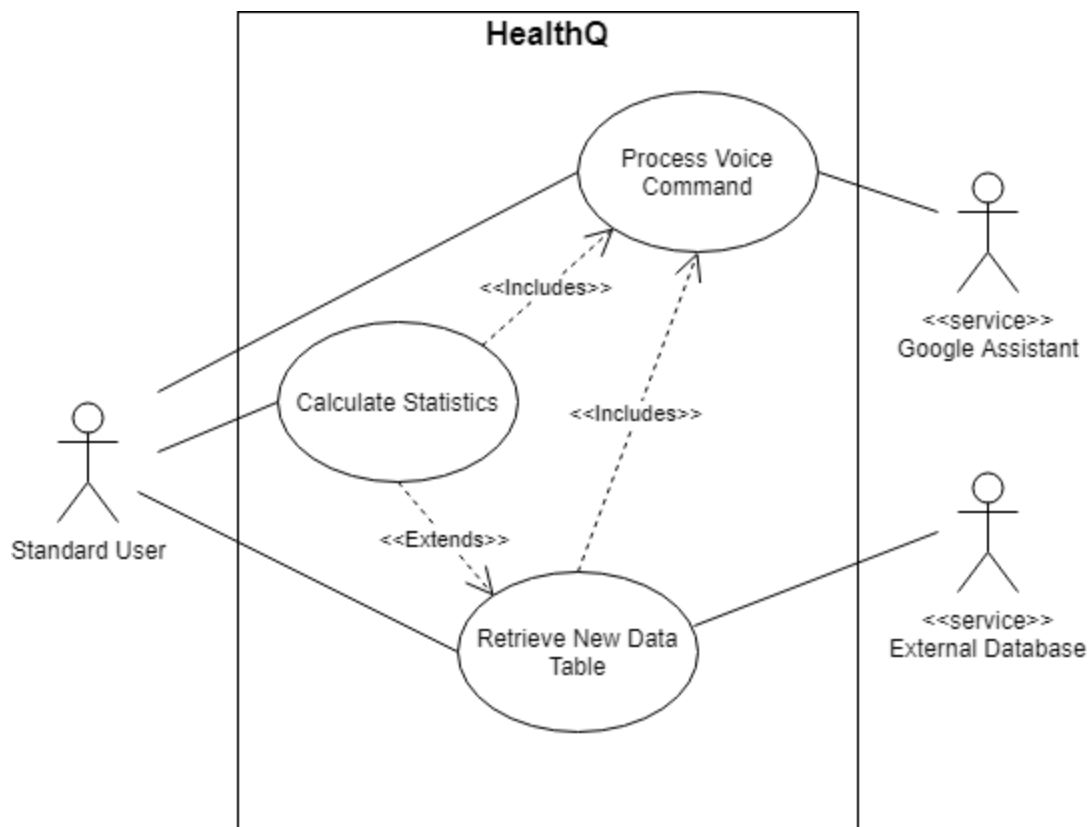 HealthQ
Process Voice
Command
<<Includes>>
<<service>>
Google Assistant
Calculate Statistics
<<Includes>>
Standard User
<<Extends>>
<<service>>
External Database
Retrieve New Data
Table